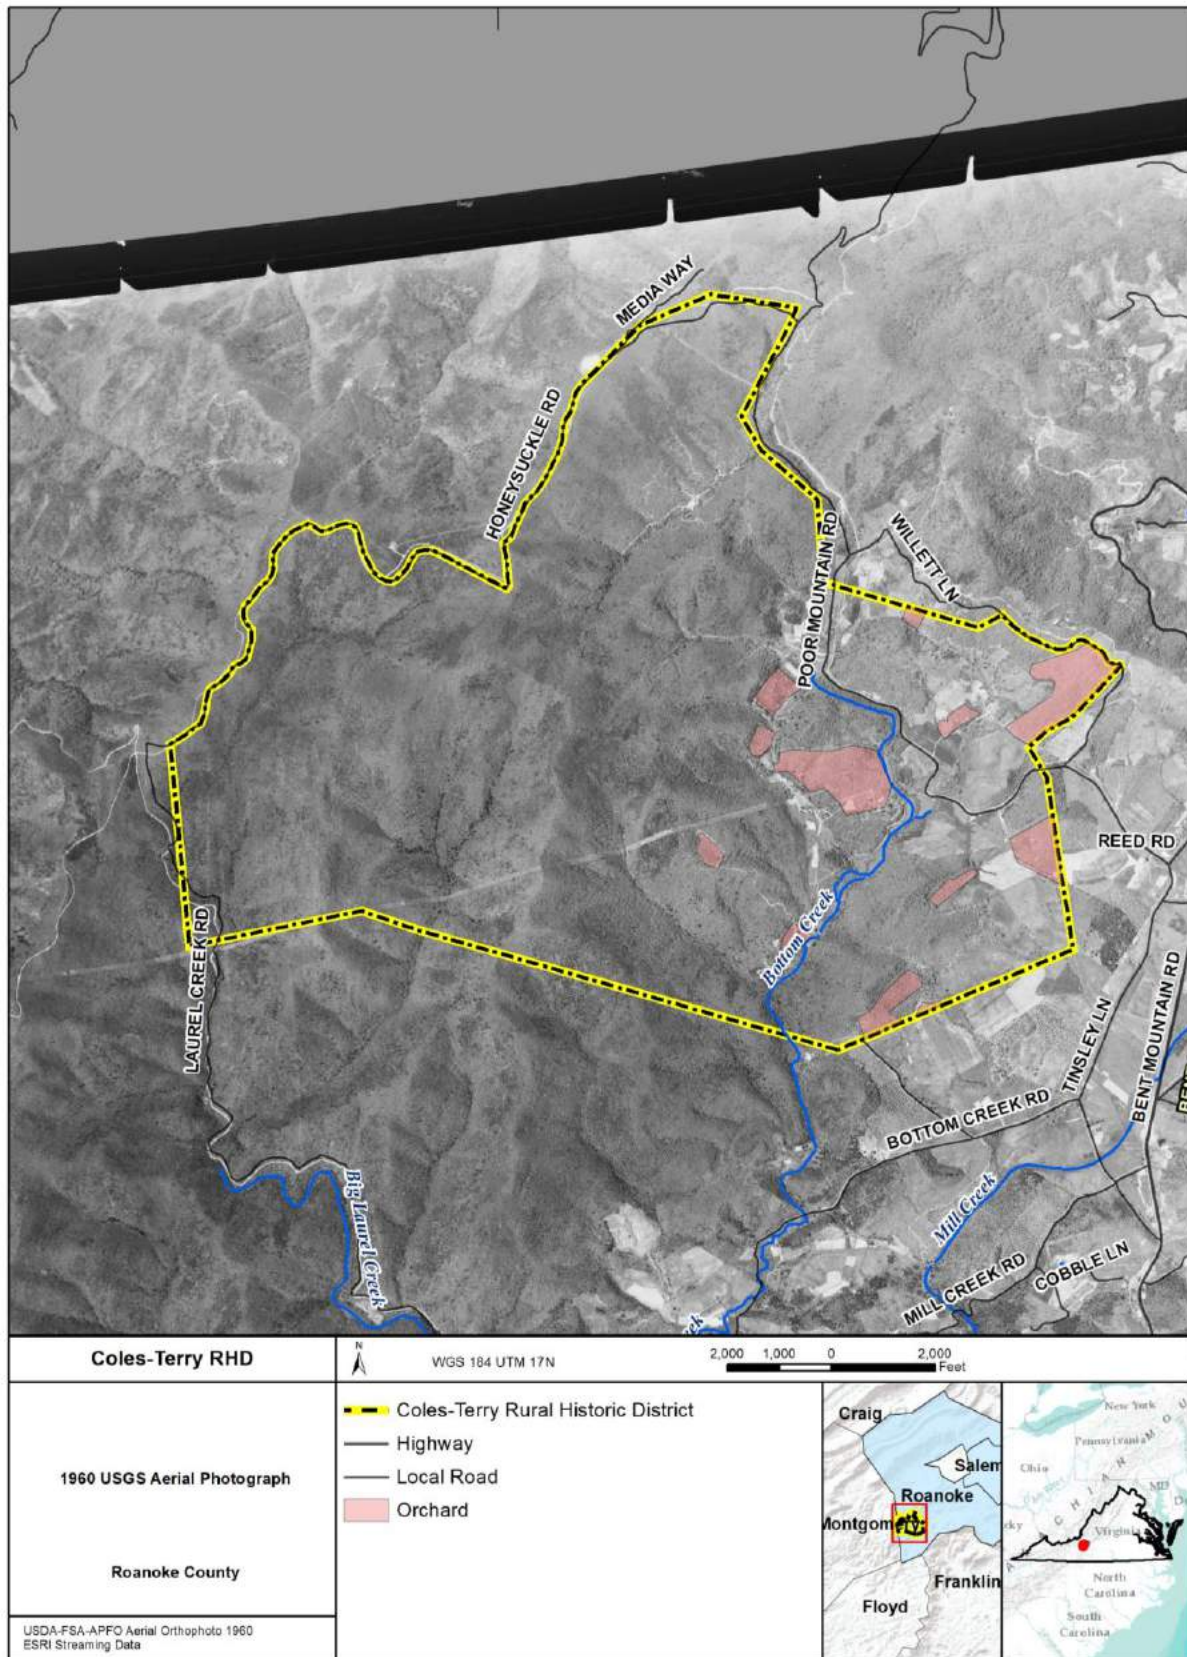 MEDIA WAY
HONEYSUCKLE RD
WILLETT LN
POOR MOUNTAIN RD
REED RD
Bottom Creek
LAUREL CREEK RD
TINSLEY LN
BENT MOUNTAIN RD
BOTTOM CREEK RD
Big Laurel Creek
Mill Creek
MILL CREEK RD
COBBLE LN
Coles-Terry RHD
N
WGS 184 UTM 17N
2,000 1,000 0 2,000
Feet
1960 USGS Aerial Photograph
Roanoke County
USDA-FSA-APFO Aerial Orthophoto 1960
ESRI Streaming Data
Coles-Terry Rural Historic District
Highway
Local Road
Orchard
Craig
Salem
Roanoke
Montgom
Franklin
Floyd
New York
Pennsylvania
Ohio
MD
Virginia
North
Carolina
South
Carolina